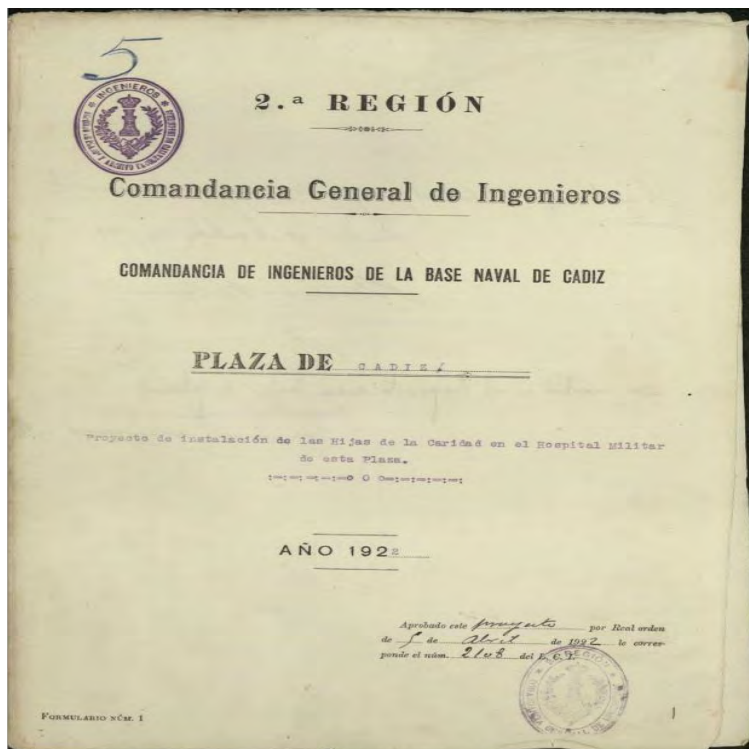 5
INGENIEROS
2.ª REGIÓN
Comandancia General de Ingenieros
COMANDANCIA DE INGENIEROS DE LA BASE NAVAL DE CADIZ
PLAZA DE CADIZ
Proyecto de instalación de las Hijas de la Caridad en el Hospital Militar
de esta Plaza.
AÑO 1922
Aprobado este proyecto por Real orden
de 5 de Abril de 1922 le corres-
ponde el núm. 2108 del L. C. I.
REGIÓN
FORMULARIO NÚM. 1